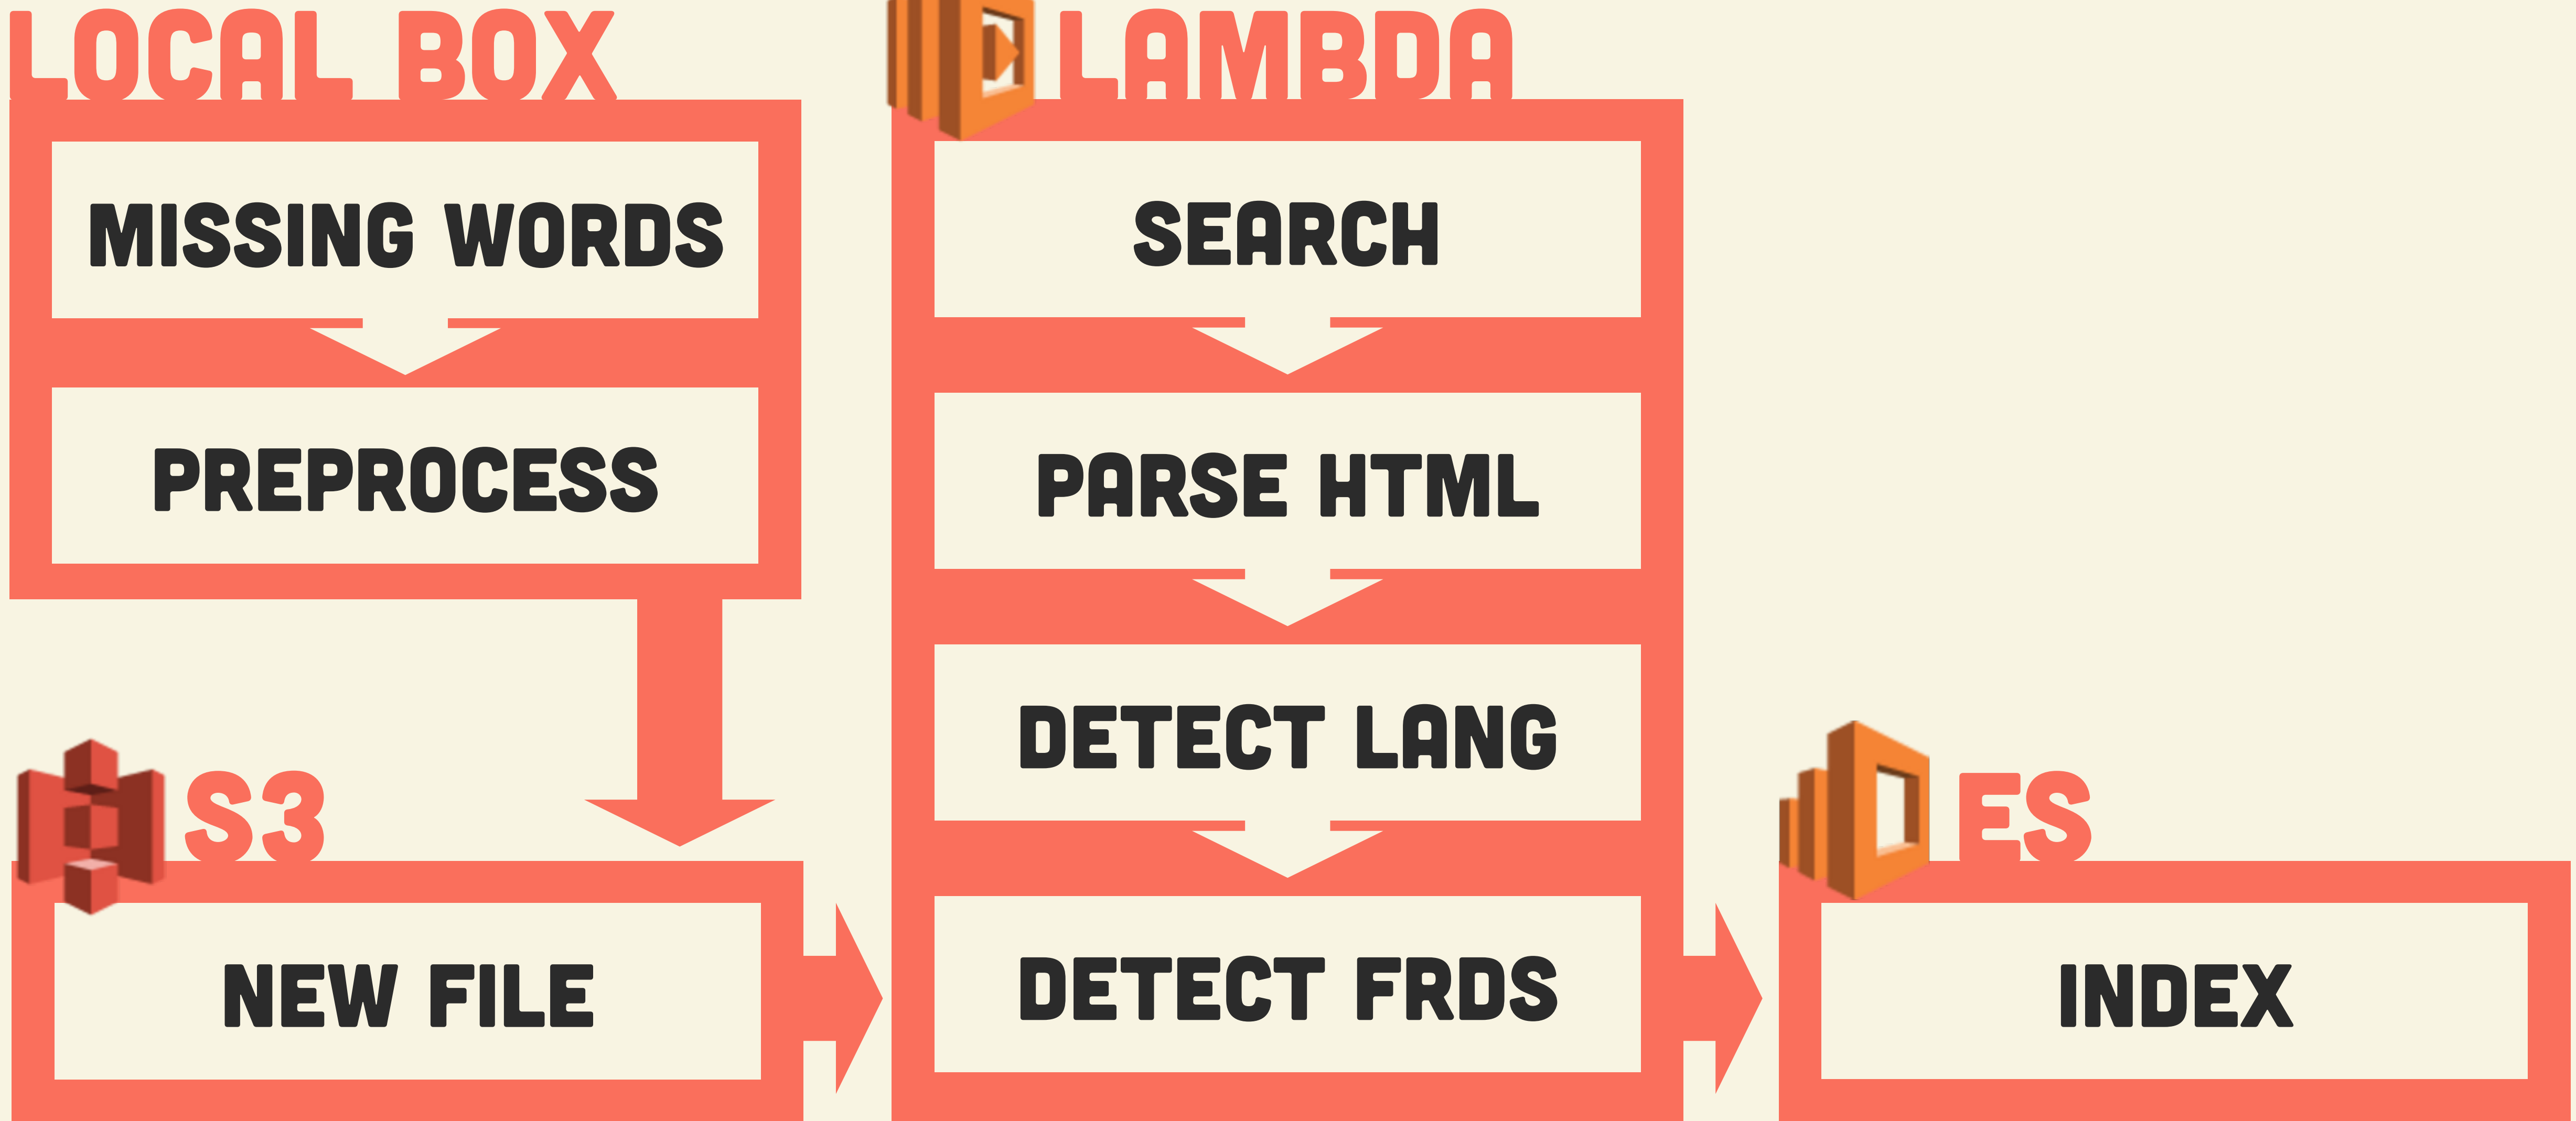 LOCAL BOX
MISSING WORDS
PREPROCESS
S3
NEW FILE
LAMBDA
SEARCH
PARSE HTML
DETECT LANG
DETECT FRDS
ES
INDEX